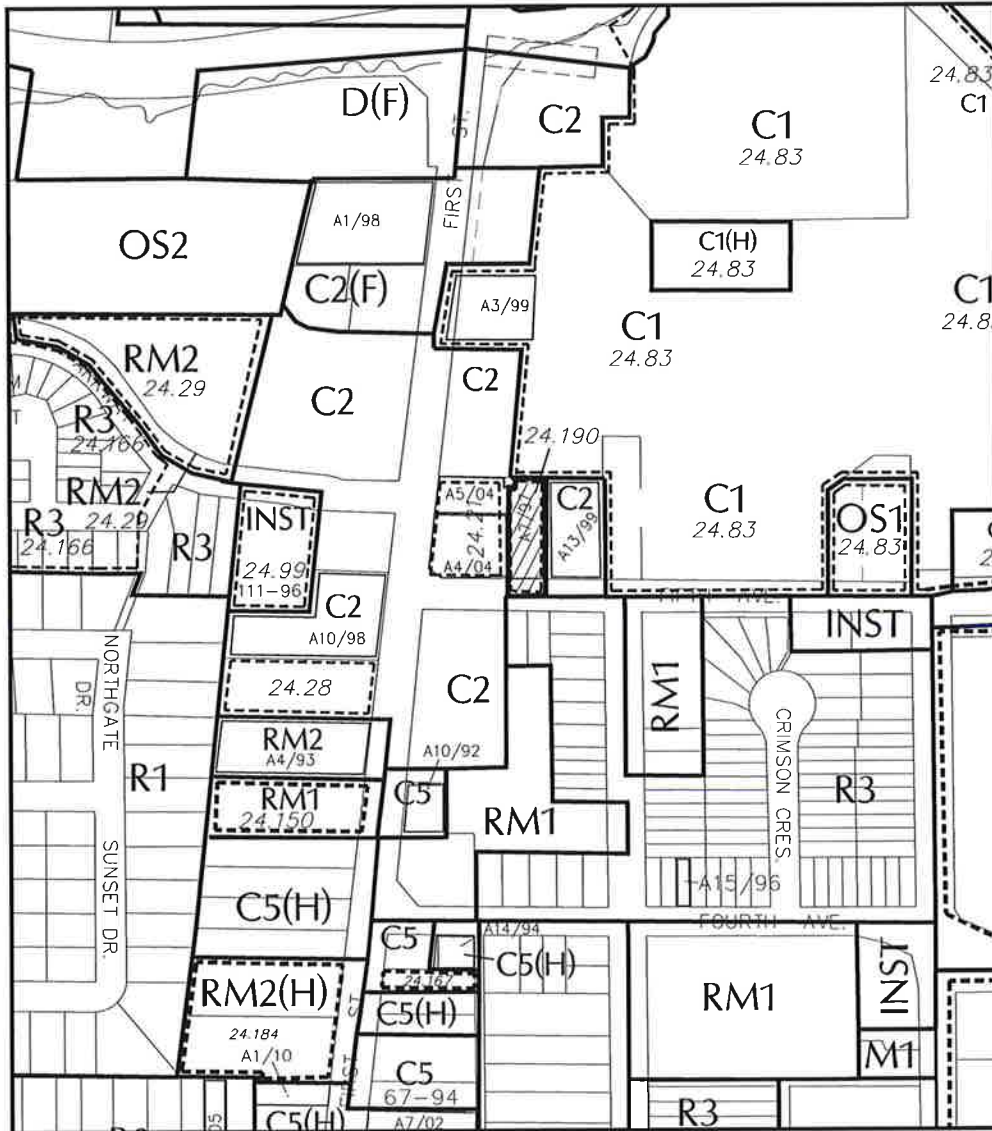 D(F)
C2
C1
24.83
24.83
C1
FIRST ST.
A1/98
OS2
C2(F)
C1(H)
24.83
A3/99
C1
24.83
C1
RM2
24.29
C2
C2
R3
24.166
24.190
RM2
24.29
R3
24.166
R3
INST
24.99
111-96
A5/04
A4/04
C2
A13/99
C1
24.83
OS1
24.83
FIFTH AVE.
INST
C2
A10/98
24.28
C2
RM1
CRIMSON CRES.
R3
NORTHGATE
DR.
R1
RM2
A4/93
A10/92
C5
RM1
24.150
RM1
SUNSET DR.
C5(H)
A15/96
FOURTH AVE.
C5
A14/94
C5(H)
24.167
RM2(H)
24.184
A1/10
FIRST ST
C5(H)
RM1
INST
M1
C5
67-94
C5(H)
A7/02
R3